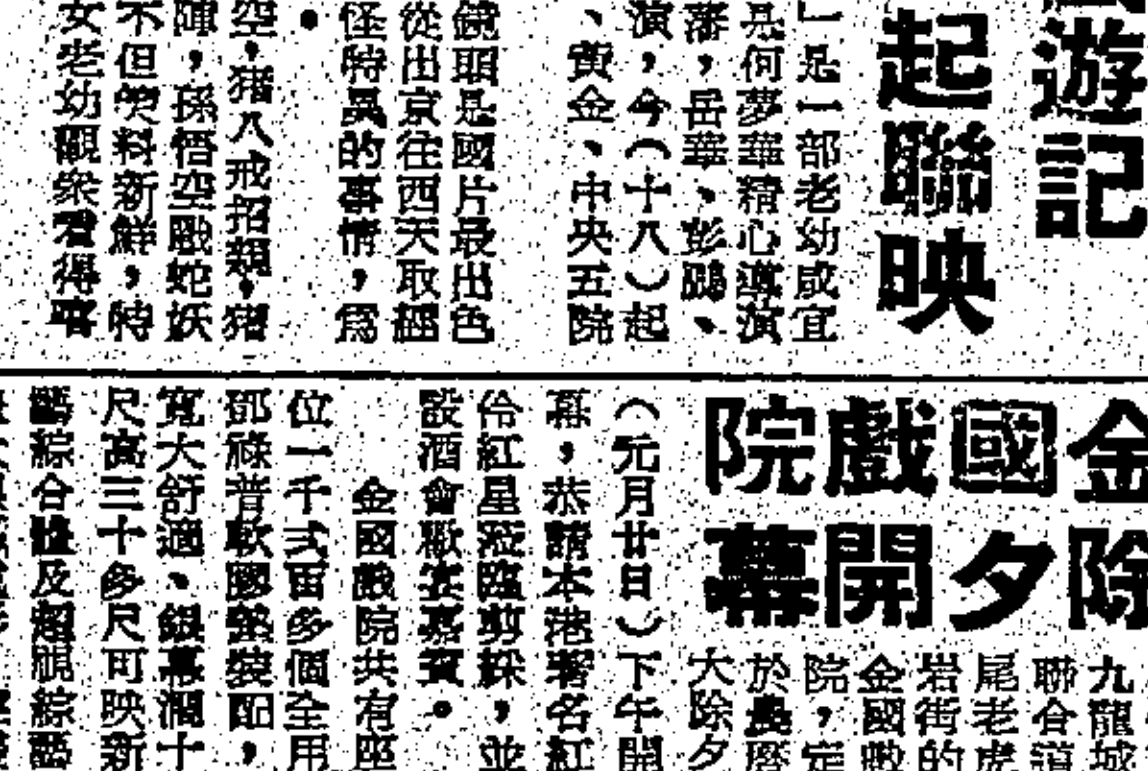 遊記
起聯映
」是一部老幼咸宜
是何夢華精心導演
藩，岳華、彭鵬、
演，今（十八）起
、黃金、中央五院
鏡頭是國片最出色
從出京往西天取經
怪特異的事情，爲
。
空，猪八戒招親，猪
陣，孫悟空戰蛇妖
不但笑料新鮮，特
女老幼觀衆看得
金國戲院
除夕開幕
九龍城
聯合道
尾老虎
岩街的
金國戲
院，定
於農曆
大除夕
（元月廿日）下午開
幕，恭請本港著名紅
伶紅星蒞臨剪綵，並
設酒會歡宴嘉賓。
金國戲院共有座
位一千弍百多個全用
鄧祿普軟膠墊裝配，
寬大舒適、銀幕濶十
尺高三十多尺可映新
藝綜合體及超視綜藝